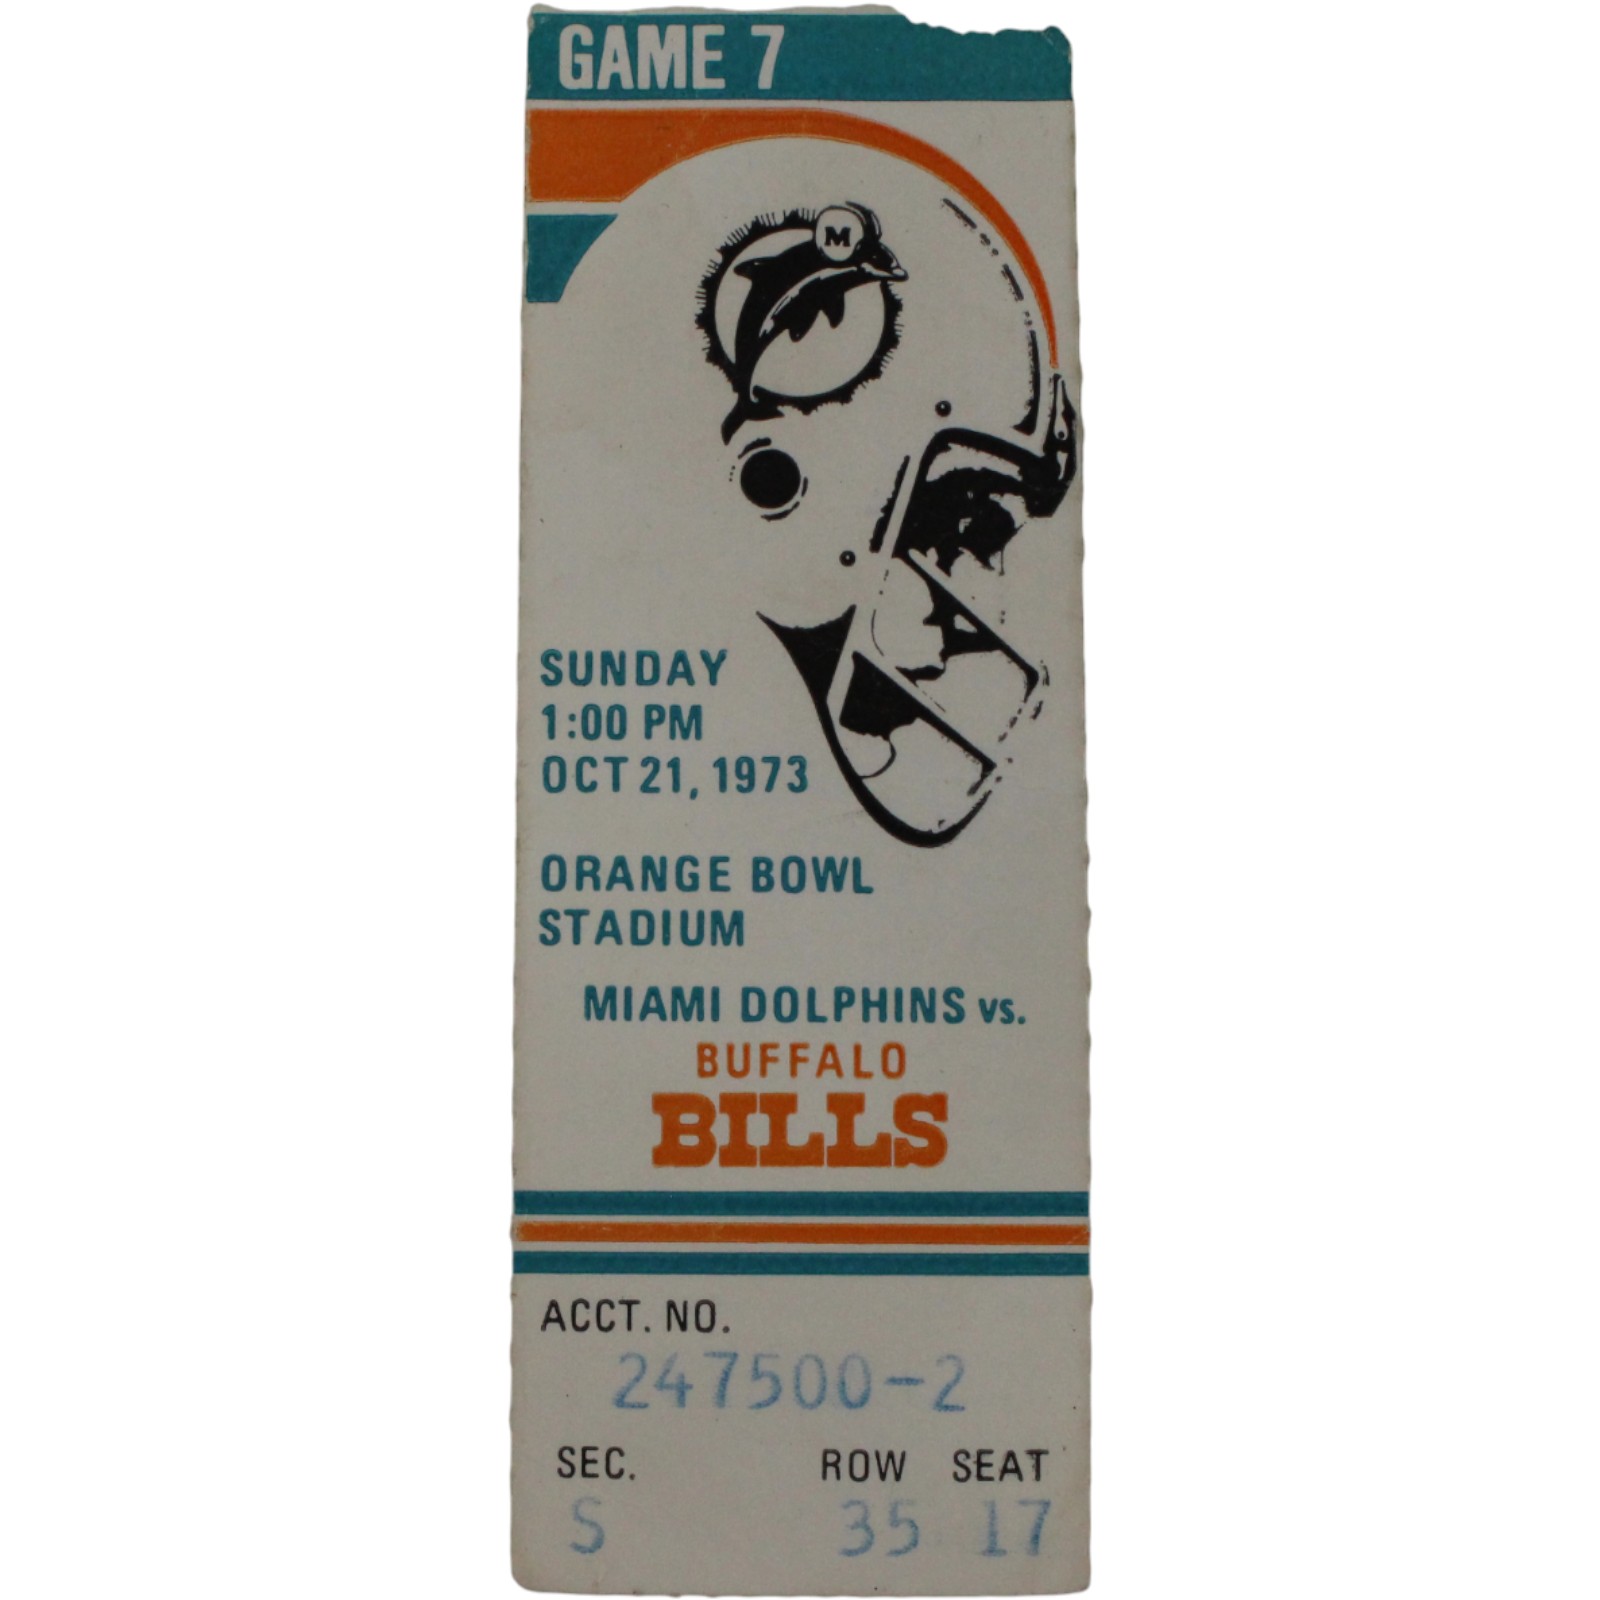 GAME 7
M
SUNDAY
1:00 PM
OCT 21, 1973
ORANGE BOWL
STADIUM
MIAMI DOLPHINS vs.
BUFFALO
BILLS
ACCT. NO.
247500-2
SEC. ROW SEAT
S 35 17